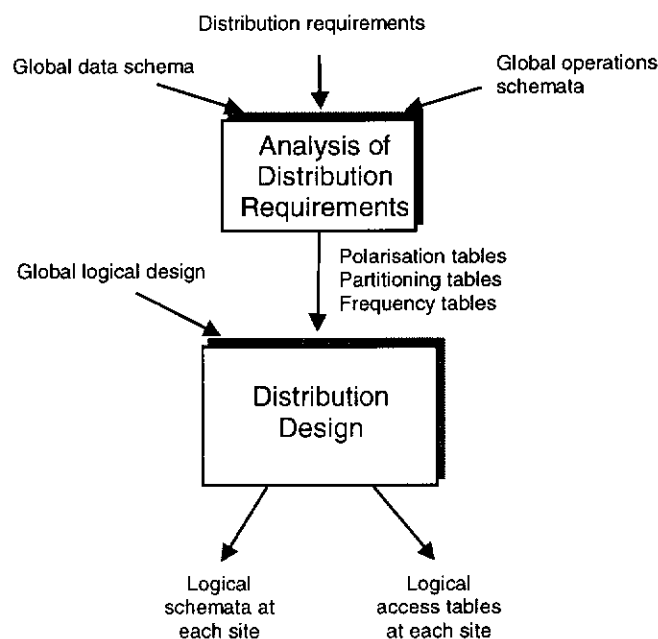 Distribution requirements
Global data schema
Global operations
schemata
Analysis of
Distribution
Requirements
Polarisation tables
Partitioning tables
Frequency tables
Global logical design
Distribution
Design
Logical
schemata at
each site
Logical
access tables
at each site